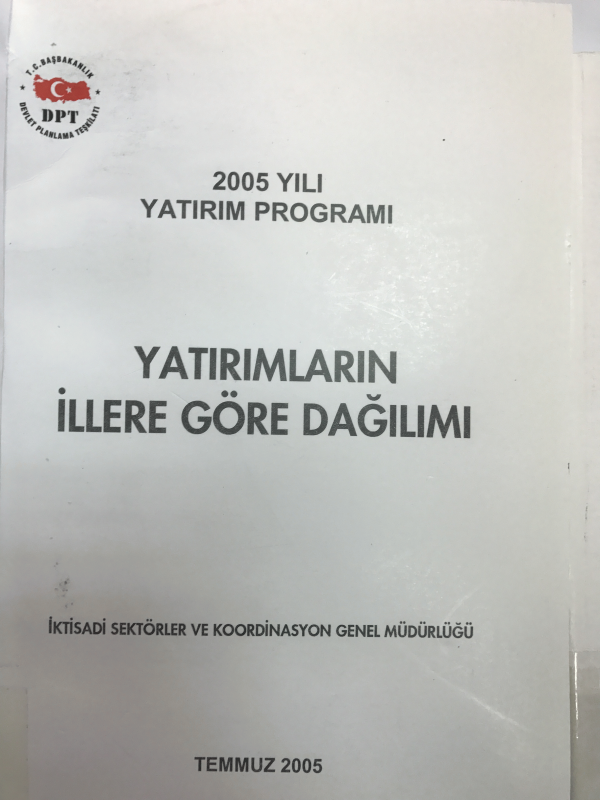 T.C. BAŞBAKANLIK
DPT
DEVLET PLANLAMA TEŞKİLATI
2005 YILI
YATIRIM PROGRAMI
YATIRIMLARIN
İLLERE GÖRE DAĞILIMI
İKTİSADİ SEKTÖRLER VE KOORDİNASYON GENEL MÜDÜRLÜĞÜ
TEMMUZ 2005